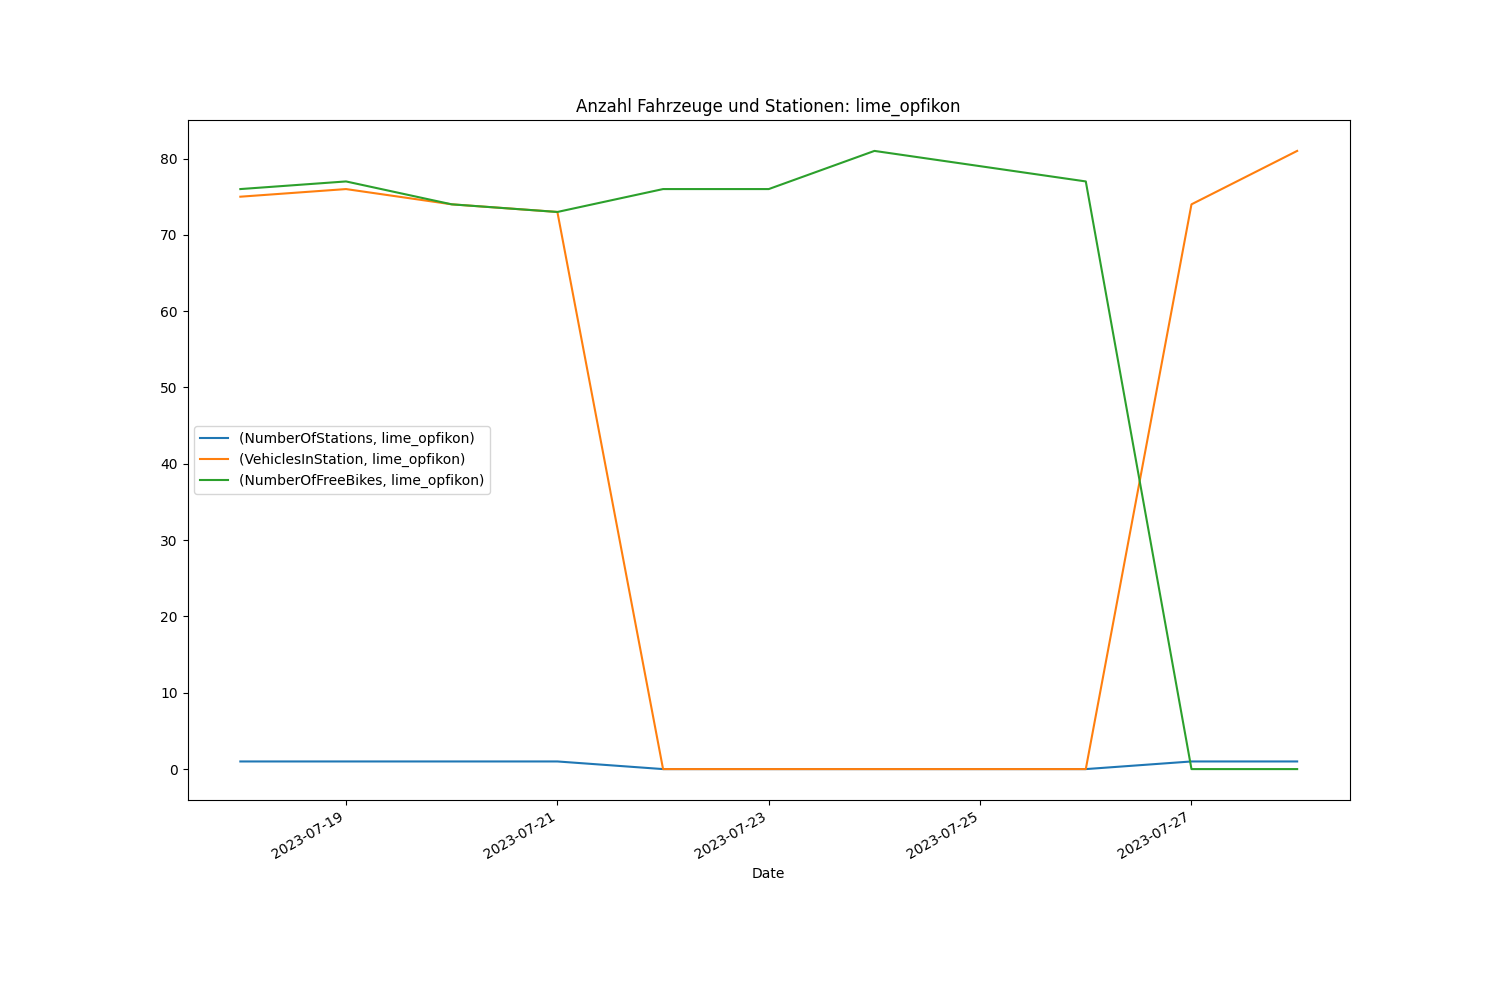 Anzahl Fahrzeuge und Stationen: lime_opfikon
80
70
60
50
40
30
20
10
0
(NumberOfStations, lime_opfikon)
(VehiclesInStation, lime_opfikon)
(NumberOfFreeBikes, lime_opfikon)
2023-07-19
2023-07-21
2023-07-23
2023-07-25
2023-07-27
Date